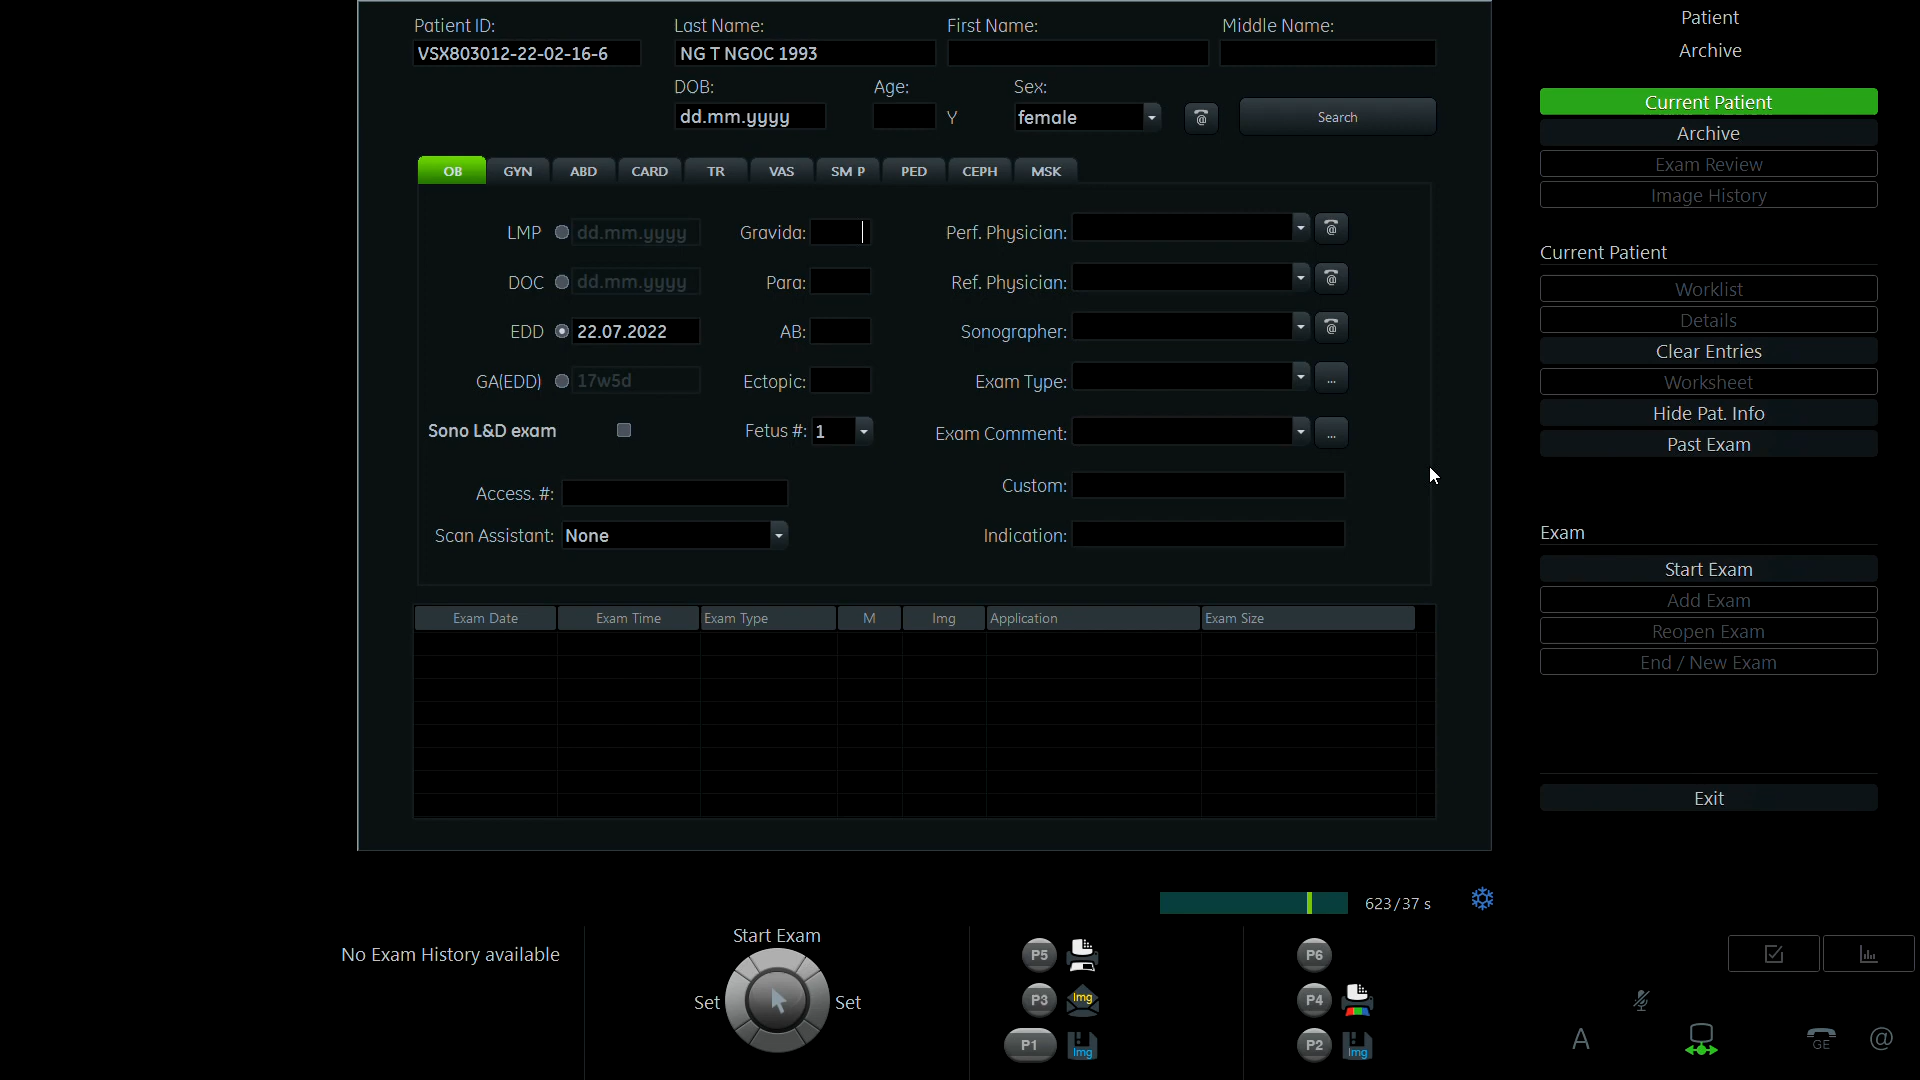 Patient ID: Last Name: First Name: Middle Name:
VSX803012-22-02-16-6 NG T NGOC 1993
DOB: Age: Sex:
dd.mm.yyyy Y female @ Search
OB GYN ABD CARD TR VAS SM P PED CEPH MSK
LMP dd.mm.yyyy Gravida: Perf. Physician: @
DOC dd.mm.yyyy Para: Ref. Physician: @
EDD 22.07.2022 AB: Sonographer: @
GA(EDD) 17w5d Ectopic: Exam Type: ...
Sono L&D exam Fetus #: 1 Exam Comment: ...
Access. #: Custom:
Scan Assistant: None Indication:
Exam Date Exam Time Exam Type M Img Application Exam Size
Patient
Archive
Current Patient
Archive
Exam Review
Image History
Current Patient
Worklist
Details
Clear Entries
Worksheet
Hide Pat. Info
Past Exam
Exam
Start Exam
Add Exam
Reopen Exam
End / New Exam
Exit
623/37 s
No Exam History available
Start Exam
Set Set
P5
P3 Img
P1 Img
P6
P4
P2 Img
A GE @